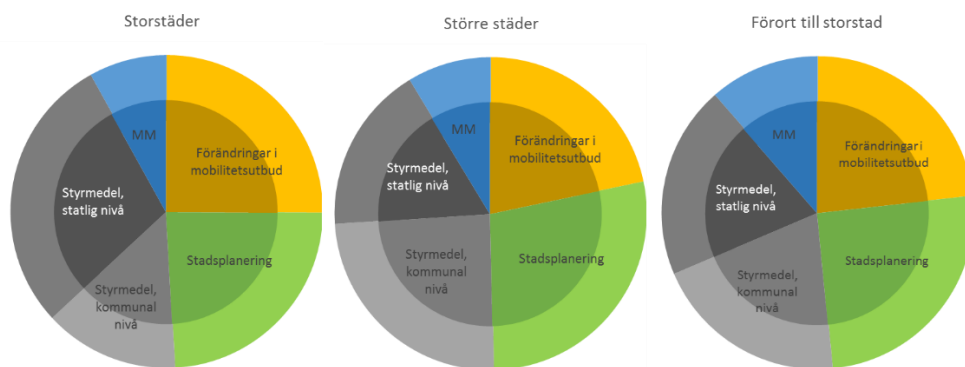 Storstäder
Större städer
Förort till storstad
MM
Förändringar i
mobilitetsutbud
Styrmedel,
statlig nivå
Stadsplanering
Styrmedel,
kommunal
nivå
MM
Förändringar i
mobilitetsutbud
Styrmedel,
statlig nivå
Styrmedel,
kommunal
nivå
Stadsplanering
MM
Förändringar i
mobilitetsutbud
Styrmedel,
statlig nivå
Stadsplanering
Styrmedel,
kommunal
nivå